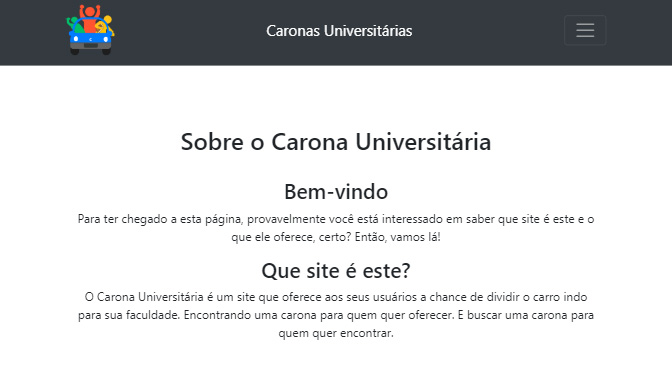 Caronas Universitárias
Sobre o Carona Universitária
Bem-vindo
Para ter chegado a esta página, provavelmente você está interessado em saber que site é este e o
que ele oferece, certo? Então, vamos lá!
Que site é este?
O Carona Universitária é um site que oferece aos seus usuários a chance de dividir o carro indo
para sua faculdade. Encontrando uma carona para quem quer oferecer. E buscar uma carona para
quem quer encontrar.